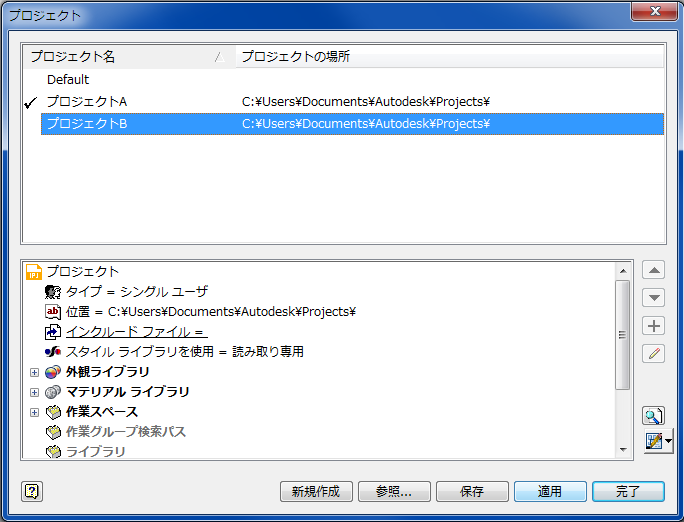 プロジェクト
プロジェクト名 プロジェクトの場所
Default
プロジェクトA C:¥Users¥Documents¥Autodesk¥Projects¥
プロジェクトB C:¥Users¥Documents¥Autodesk¥Projects¥
IPJ プロジェクト
タイプ = シングル ユーザ
ab 位置 = C:¥Users¥Documents¥Autodesk¥Projects¥
インクルード ファイル =
スタイル ライブラリを使用 = 読み取り専用
外観ライブラリ
マテリアル ライブラリ
作業スペース
作業グループ検索パス
ライブラリ
? 新規作成 参照... 保存 適用 完了